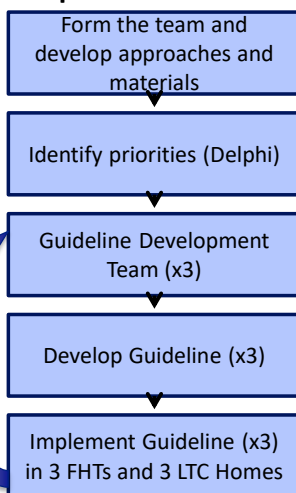 Form the team and
develop approaches and
materials
Identify priorities (Delphi)
Guideline Development
Team (x3)
Develop Guideline (x3)
Implement Guideline (x3)
in 3 FHTs and 3 LTC Homes